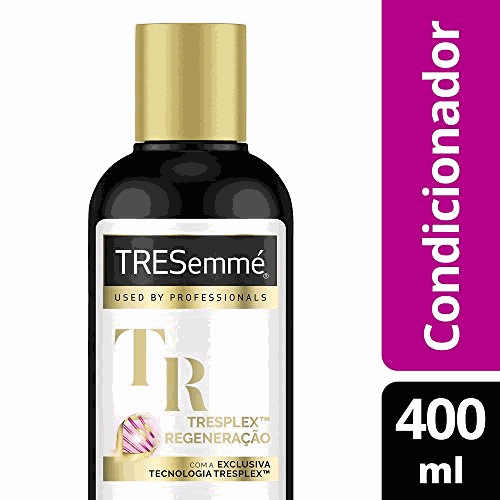 TRESemmé®
USED BY PROFESSIONALS
TR
TRESPLEX™
REGENERAÇÃO
COM A EXCLUSIVA
TECNOLOGIA TRESPLEX™
Condicionador
400
ml